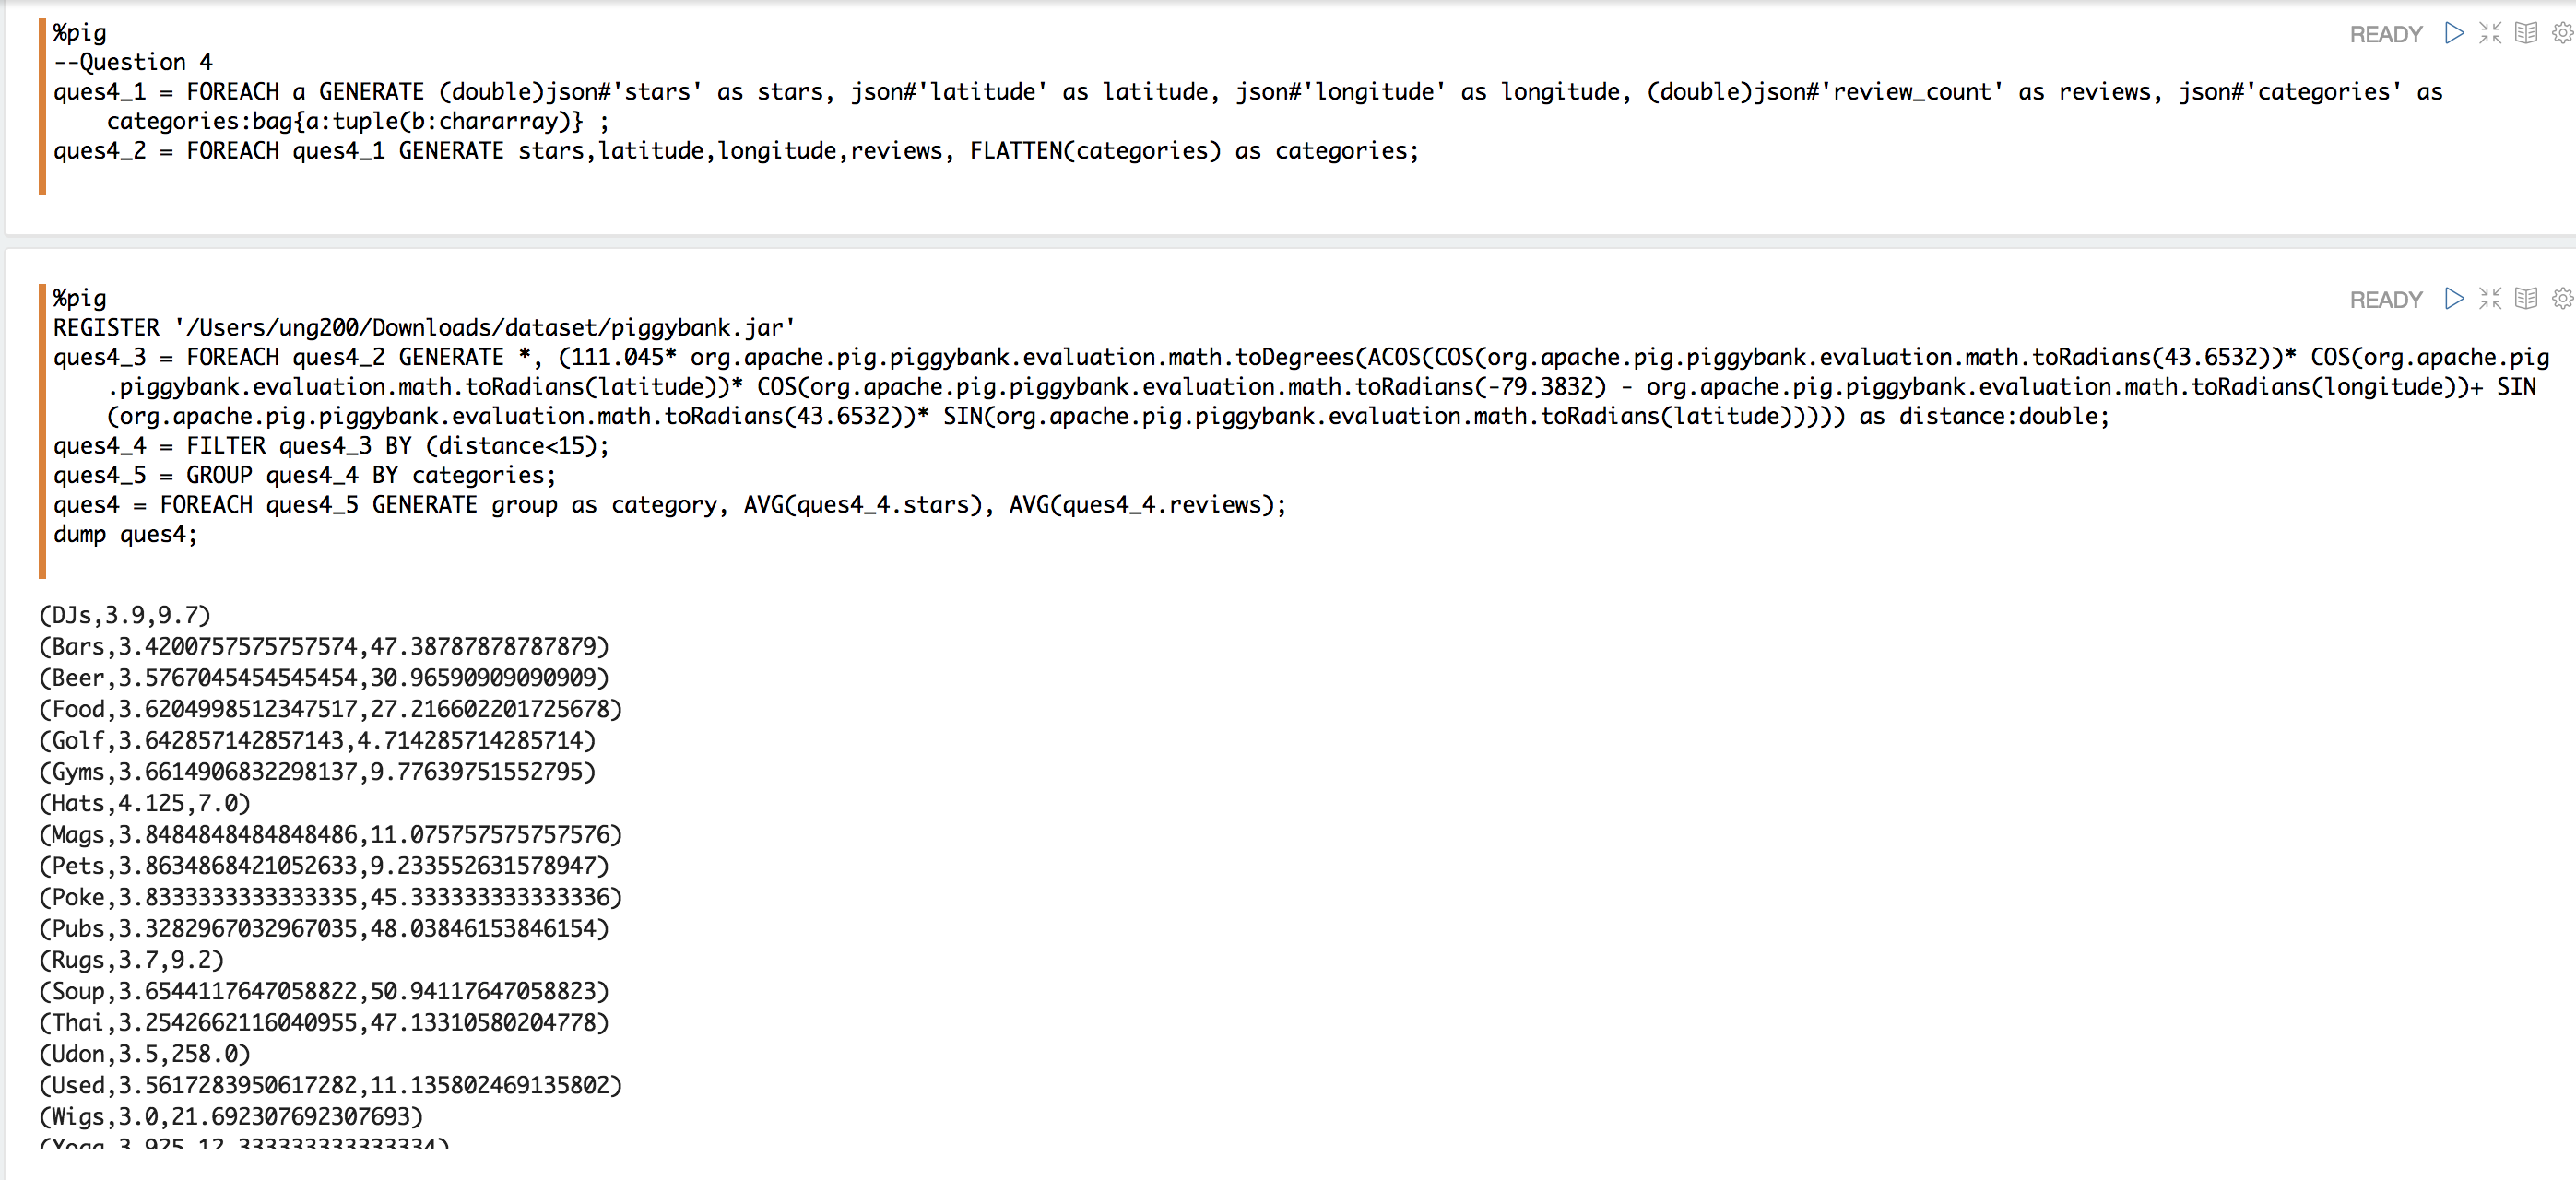 %pig
READY
--Question 4
ques4_1 = FOREACH a GENERATE (double)json#'stars' as stars, json#'latitude' as latitude, json#'longitude' as longitude, (double)json#'review_count' as reviews, json#'categories' as
categories:bag{a:tuple(b:chararray)} ;
ques4_2 = FOREACH ques4_1 GENERATE stars,latitude,longitude,reviews, FLATTEN(categories) as categories;
%pig
READY
REGISTER '/Users/ung200/Downloads/dataset/piggybank.jar'
ques4_3 = FOREACH ques4_2 GENERATE *, (111.045* org.apache.pig.piggybank.evaluation.math.toDegrees(ACOS(COS(org.apache.pig.piggybank.evaluation.math.toRadians(43.6532))* COS(org.apache.pig
.piggybank.evaluation.math.toRadians(latitude))* COS(org.apache.pig.piggybank.evaluation.math.toRadians(-79.3832) - org.apache.pig.piggybank.evaluation.math.toRadians(longitude))+ SIN
(org.apache.pig.piggybank.evaluation.math.toRadians(43.6532))* SIN(org.apache.pig.piggybank.evaluation.math.toRadians(latitude))))) as distance:double;
ques4_4 = FILTER ques4_3 BY (distance<15);
ques4_5 = GROUP ques4_4 BY categories;
ques4 = FOREACH ques4_5 GENERATE group as category, AVG(ques4_4.stars), AVG(ques4_4.reviews);
dump ques4;
(DJs,3.9,9.7)
(Bars,3.4200757575757574,47.38787878787879)
(Beer,3.5767045454545454,30.96590909090909)
(Food,3.6204998512347517,27.216602201725678)
(Golf,3.642857142857143,4.714285714285714)
(Gyms,3.6614906832298137,9.77639751552795)
(Hats,4.125,7.0)
(Mags,3.8484848484848486,11.075757575757576)
(Pets,3.8634868421052633,9.233552631578947)
(Poke,3.8333333333333335,45.333333333333336)
(Pubs,3.3282967032967035,48.03846153846154)
(Rugs,3.7,9.2)
(Soup,3.6544117647058822,50.94117647058823)
(Thai,3.2542662116040955,47.13310580204778)
(Udon,3.5,258.0)
(Used,3.5617283950617282,11.135802469135802)
(Wigs,3.0,21.692307692307693)
(Yoga,3.925,12.333333333333334)